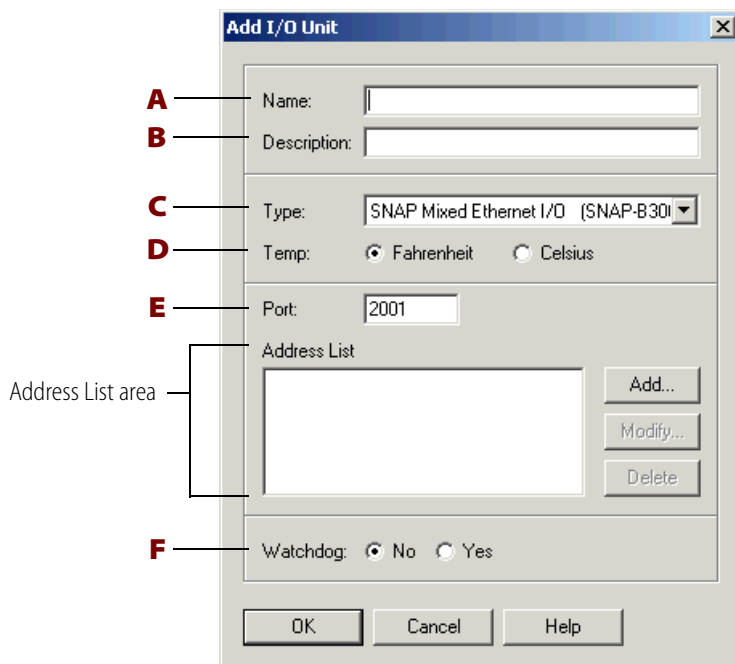 Add I/O Unit
A Name:
B Description:
C Type: SNAP Mixed Ethernet I/O (SNAP-B30
D Temp: Fahrenheit Celsius
E Port: 2001
Address List
Address List area
Add...
Modify...
Delete
F Watchdog: No Yes
OK Cancel Help